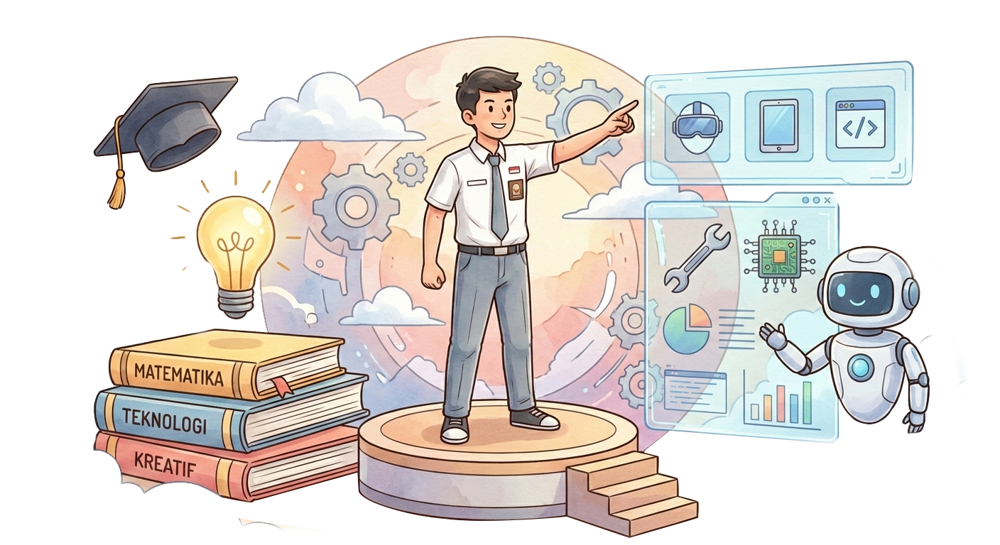 MATEMATIKA
TEKNOLOGI
KREATIF
</>